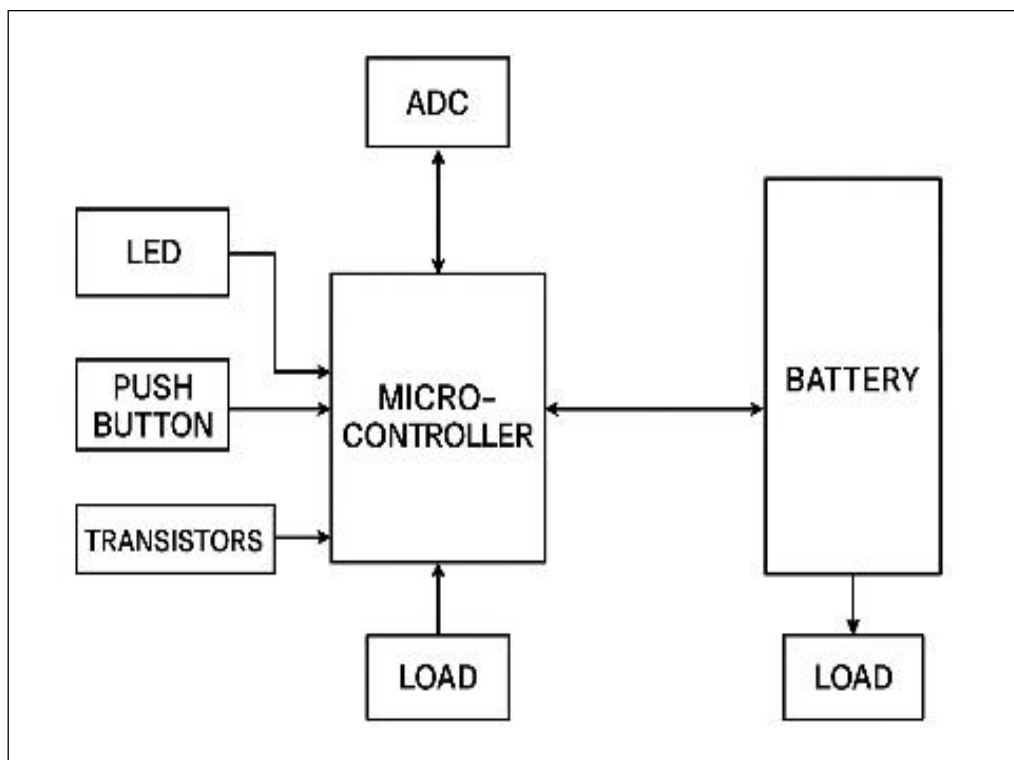 ADC
LED
PUSH
BUTTON
TRANSISTORS
MICRO-
CONTROLLER
LOAD
BATTERY
LOAD